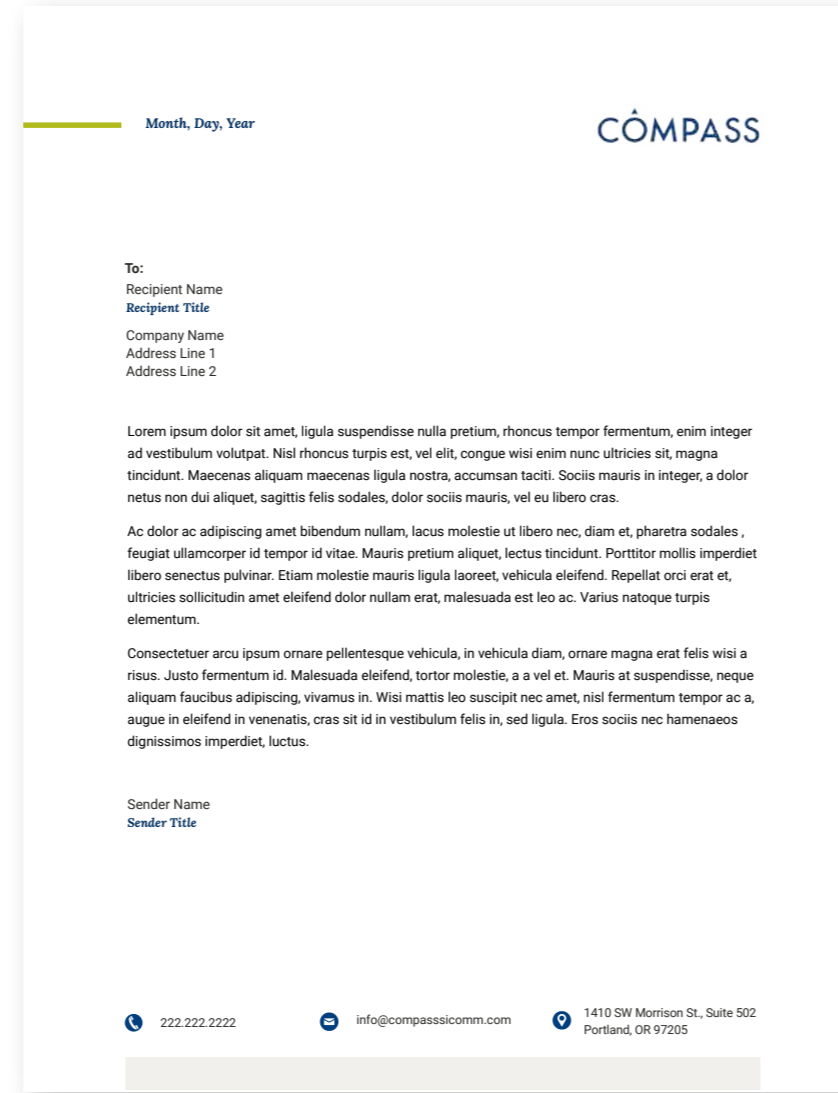 Month, Day, Year
CÔMPASS
To:
Recipient Name
Recipient Title
Company Name
Address Line 1
Address Line 2
Lorem ipsum dolor sit amet, ligula suspendisse nulla pretium, rhoncus tempor fermentum, enim integer
ad vestibulum volutpat. Nisl rhoncus turpis est, vel elit, congue wisi enim nunc ultricies sit, magna
tincidunt. Maecenas aliquam maecenas ligula nostra, accumsan taciti. Sociis mauris in integer, a dolor
netus non dui aliquet, sagittis felis sodales, dolor sociis mauris, vel eu libero cras.
Ac dolor ac adipiscing amet bibendum nullam, lacus molestie ut libero nec, diam et, pharetra sodales ,
feugiat ullamcorper id tempor id vitae. Mauris pretium aliquet, lectus tincidunt. Porttitor mollis imperdiet
libero senectus pulvinar. Etiam molestie mauris ligula laoreet, vehicula eleifend. Repellat orci erat et,
ultricies sollicitudin amet eleifend dolor nullam erat, malesuada est leo ac. Varius natoque turpis
elementum.
Consectetuer arcu ipsum ornare pellentesque vehicula, in vehicula diam, ornare magna erat felis wisi a
risus. Justo fermentum id. Malesuada eleifend, tortor molestie, a a vel et. Mauris at suspendisse, neque
aliquam faucibus adipiscing, vivamus in. Wisi mattis leo suscipit nec amet, nisl fermentum tempor ac a,
augue in eleifend in venenatis, cras sit id in vestibulum felis in, sed ligula. Eros sociis nec hamenaeos
dignissimos imperdiet, luctus.
Sender Name
Sender Title
222.222.2222
info@compasssicomm.com
1410 SW Morrison St., Suite 502
Portland, OR 97205